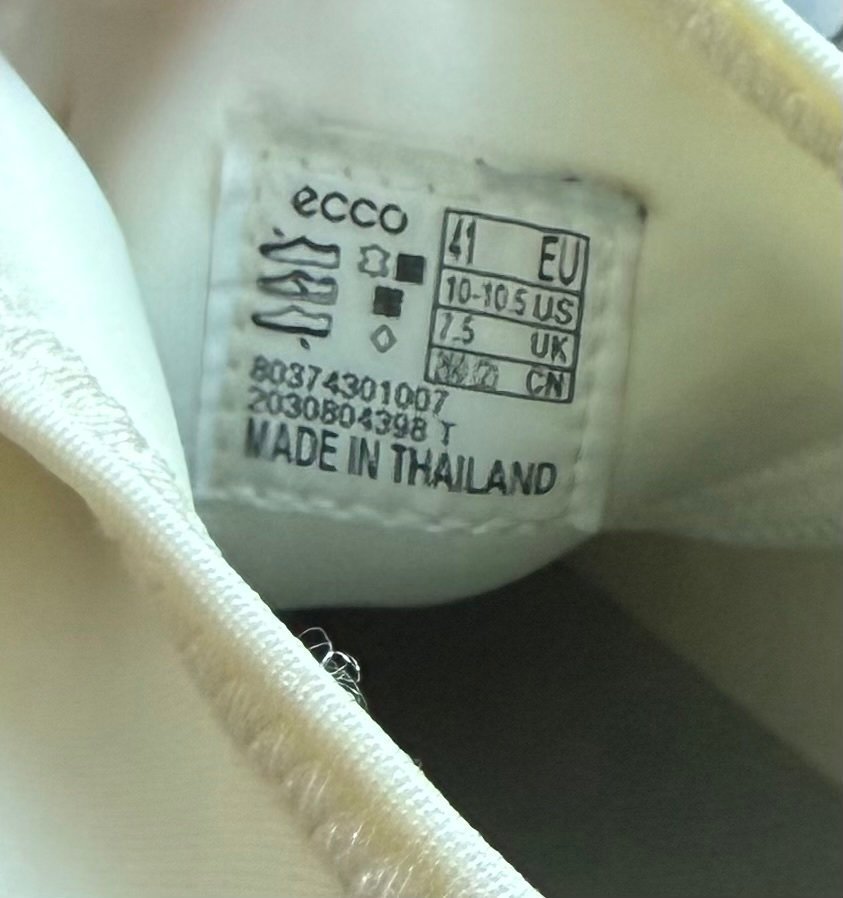 ecco
41 EU
10-10.5 US
7.5 UK
CN
80374301007
2030804398 T
MADE IN THAILAND